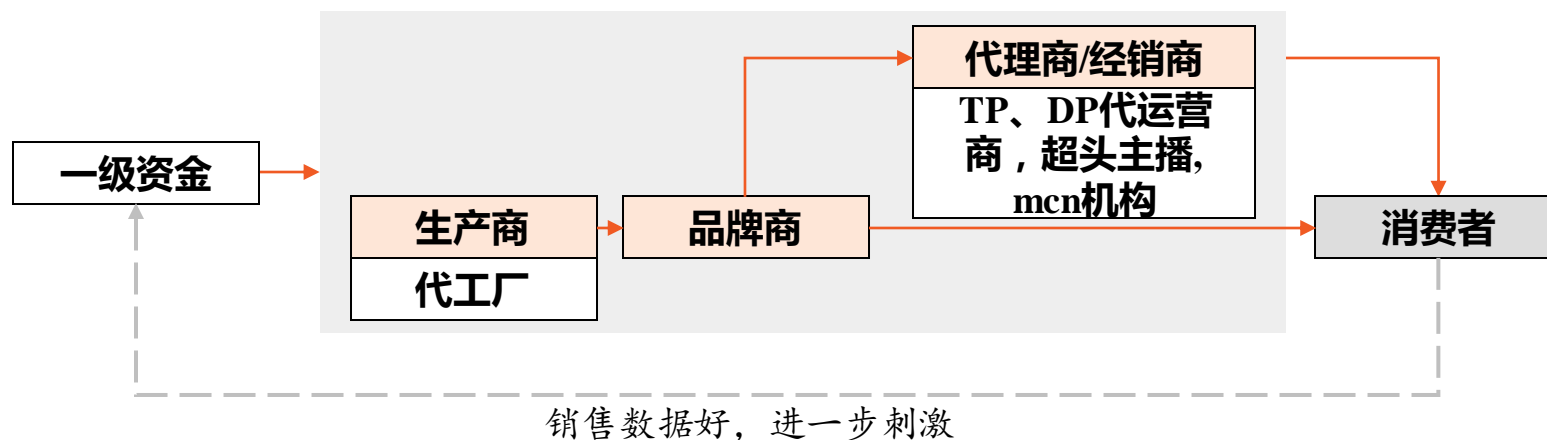 一级资金
生产商
代工厂
品牌商
代理商/经销商
TP、DP代运营
商，超头主播,
mcn机构
消费者
销售数据好，进一步刺激